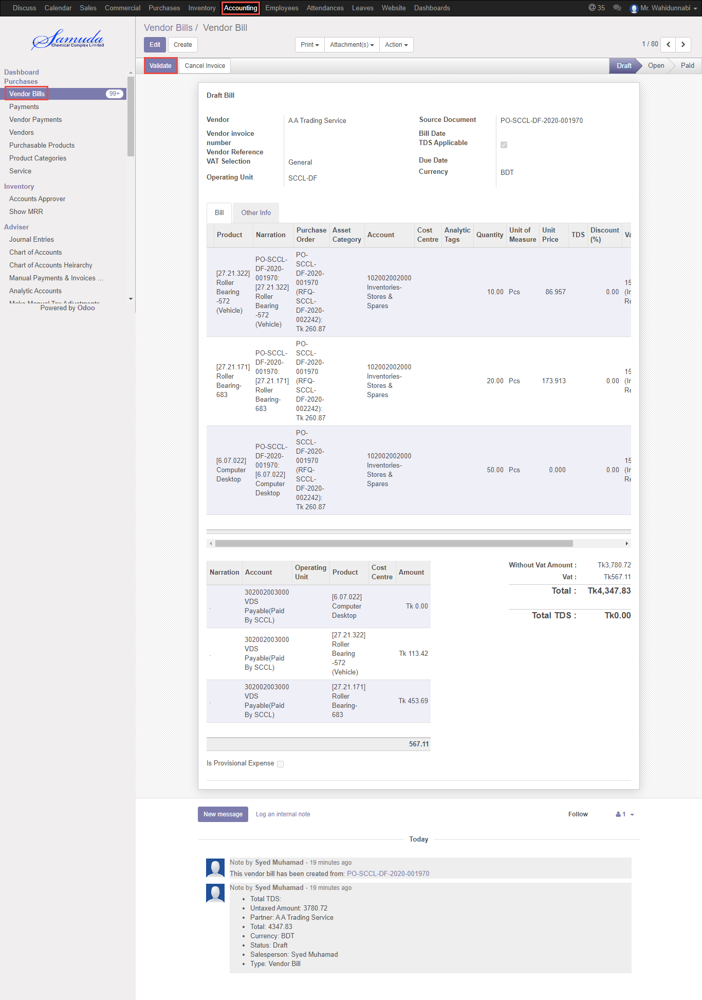 Discuss Calendar Sales Commercial Purchases Inventory Accounting Employees Attendances Leaves Website Dashboards @ 35 Mr. Wahidunnabi
Samuda
Chemical Complex Limited
Dashboard
Purchases
Vendor Bills 99+
Payments
Vendor Payments
Vendors
Purchasable Products
Product Categories
Service
Inventory
Accounts Approver
Show MRR
Adviser
Journal Entries
Chart of Accounts
Chart of Accounts Heirarchy
Manual Payments & Invoices ...
Analytic Accounts
Make Manual Tax Adjustments
Powered by Odoo
Vendor Bills / Vendor Bill
Edit Create Print Attachment(s) Action 1 / 80
Validate Cancel Invoice Draft Open Paid
Draft Bill
Vendor A A Trading Service
Vendor invoice
number
Vendor Reference
VAT Selection General
Operating Unit SCCL-DF
Source Document PO-SCCL-DF-2020-001970
Bill Date
TDS Applicable
Due Date
Currency BDT
Bill Other Info
Product
Narration
Purchase
Order
Asset
Category
Account
Cost
Centre
Analytic
Tags
Quantity
Unit of
Measure
Unit
Price
TDS
Discount
(%)
Va
[27.21.322]
Roller
Bearing
-572
(Vehicle)
PO-SCCL-
DF-2020-
001970:
[27.21.322]
Roller
Bearing
-572
(Vehicle)
PO-
SCCL-
DF-2020-
001970
(RFQ-
SCCL-
DF-2020-
002242):
Tk 260.87
102002002000
Inventories-
Stores &
Spares
10.00 Pcs 86.957 0.00
15
(In
Re
[27.21.171]
Roller
Bearing-
683
PO-SCCL-
DF-2020-
001970:
[27.21.171]
Roller
Bearing-
683
PO-
SCCL-
DF-2020-
001970
(RFQ-
SCCL-
DF-2020-
002242):
Tk 260.87
102002002000
Inventories-
Stores &
Spares
20.00 Pcs 173.913 0.00
15
(In
Re
[6.07.022]
Computer
Desktop
PO-SCCL-
DF-2020-
001970:
[6.07.022]
Computer
Desktop
PO-
SCCL-
DF-2020-
001970
(RFQ-
SCCL-
DF-2020-
002242):
Tk 260.87
102002002000
Inventories-
Stores &
Spares
50.00 Pcs 0.000 0.00
15
(In
Re
Narration
Account
Operating
Unit
Product
Cost
Centre
Amount
.
302002003000
VDS
Payable(Paid
By SCCL)
[6.07.022]
Computer
Desktop
Tk 0.00
.
302002003000
VDS
Payable(Paid
By SCCL)
[27.21.322]
Roller
Bearing
-572
(Vehicle)
Tk 113.42
.
302002003000
VDS
Payable(Paid
By SCCL)
[27.21.171]
Roller
Bearing-
683
Tk 453.69
567.11
Without Vat Amount : Tk3,780.72
Vat : Tk567.11
Total : Tk4,347.83
Total TDS : Tk0.00
Is Provisional Expense
New message Log an internal note Follow 1
Today
Note by Syed Muhamad - 19 minutes ago
This vendor bill has been created from: PO-SCCL-DF-2020-001970
Note by Syed Muhamad - 19 minutes ago
• Total TDS:
• Untaxed Amount: 3780.72
• Partner: A A Trading Service
• Total: 4347.83
• Currency: BDT
• Status: Draft
• Salesperson: Syed Muhamad
• Type: Vendor Bill